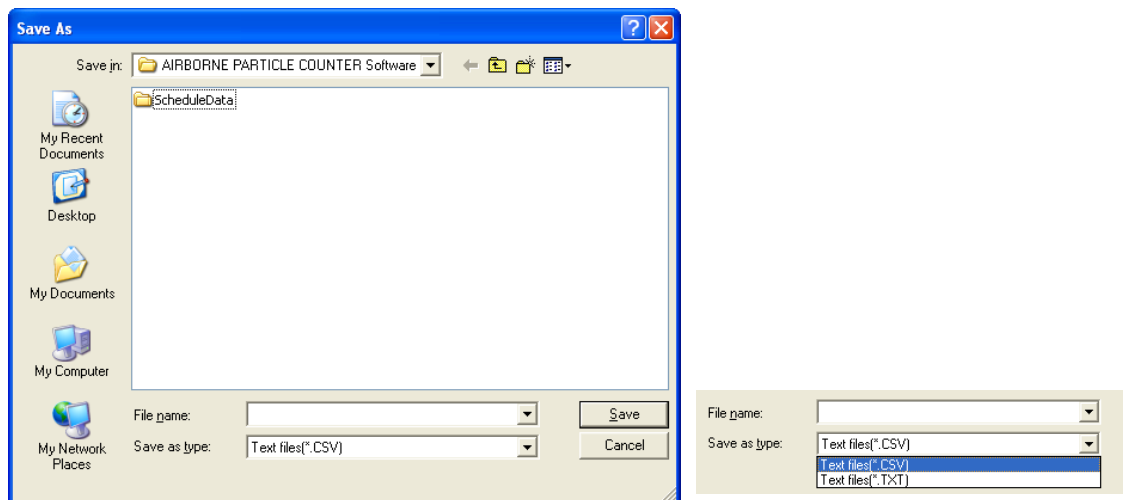 Save As
Save in: AIRBORNE PARTICLE COUNTER Software
ScheduleData
My Recent
Documents
Desktop
My Documents
My Computer
My Network
Places
File name:
Save
Save as type: Text files(*.CSV)
Cancel
File name:
Save as type: Text files(*.CSV)
Text files(*.CSV)
Text files(*.TXT)